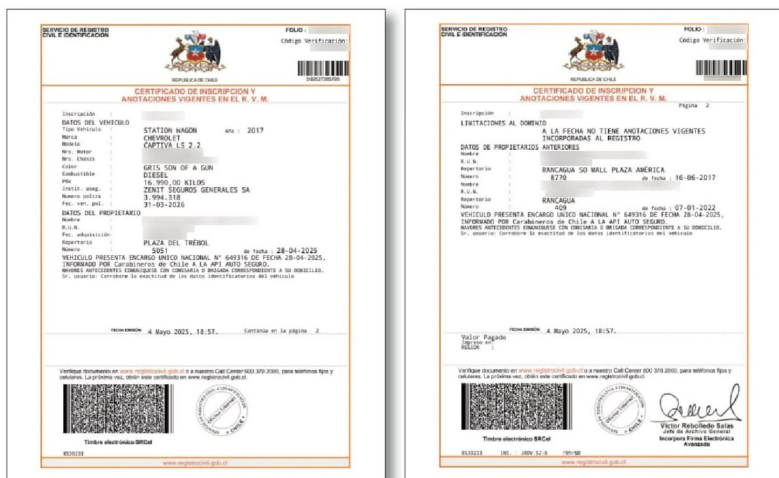 SERVICIO DE REGISTRO
CIVIL E IDENTIFICACIÓN
FOLIO :
Código Verificación:
REPUBLICA DE CHILE
CERTIFICADO DE INSCRIPCION Y
ANOTACIONES VIGENTES EN EL R. V. M.
Inscripción :
DATOS DEL VEHICULO
Tipo Vehículo : STATION WAGON Año : 2017
Marca : CHEVROLET
Modelo : CAPTIVA LS 2.2
Nro. Motor :
Nro. Chasis :
Color : GRIS SON OF A GUN
Combustible : DIESEL
PBV : 16.990,00 KILOS
Instit. aseg. : ZENIT SEGUROS GENERALES SA
Numero poliza : 3.994.318
Fec. ven. pol. : 31-03-2026
DATOS DEL PROPIETARIO
Nombre :
R.U.N. :
Fec. adquisición:
Repertorio : PLAZA DEL TREBOL
Número : 5051 de fecha : 28-04-2025
VEHICULO PRESENTA ENCARGO UNICO NACIONAL N° 649316 DE FECHA 28-04-2025,
INFORMADO POR Carabineros de Chile A LA API AUTO SEGURO.
MAYORES ANTECEDENTES COMUNIQUESE CON COMISARIA O BRIGADA CORRESPONDIENTE A SU DOMICILIO.
Sr. usuario: Corrobore la exactitud de los datos identificatorios del vehículo
FECHA EMISIÓN: 4 Mayo 2025, 18:57. Continúa en la página 2
Verifique documento en www.registrocivil.gob.cl o a nuestro Call Center 600 370 2000, para teléfonos fijos y
celulares. La próxima vez, obtén este certificado en www.registrocivil.gob.cl.
Timbre electrónico SRCeI
8539233
www.registrocivil.gob.cl
SERVICIO DE REGISTRO
CIVIL E IDENTIFICACIÓN
FOLIO :
Código Verificación:
REPUBLICA DE CHILE
CERTIFICADO DE INSCRIPCION Y
ANOTACIONES VIGENTES EN EL R. V. M.
Página 2
Inscripción :
LIMITACIONES AL DOMINIO
A LA FECHA NO TIENE ANOTACIONES VIGENTES
INCORPORADAS AL REGISTRO
DATOS DE PROPIETARIOS ANTERIORES
Nombre :
R.U.N. :
Repertorio : RANCAGUA SO MALL PLAZA AMÉRICA
Número : 8770 de fecha : 16-06-2017
Nombre :
R.U.N. :
Repertorio : RANCAGUA
Número : 409 de fecha : 07-01-2022
VEHICULO PRESENTA ENCARGO UNICO NACIONAL N° 649316 DE FECHA 28-04-2025,
INFORMADO POR Carabineros de Chile A LA API AUTO SEGURO.
MAYORES ANTECEDENTES COMUNIQUESE CON COMISARIA O BRIGADA CORRESPONDIENTE A SU DOMICILIO.
Sr. usuario: Corrobore la exactitud de los datos identificatorios del vehículo
FECHA EMISIÓN: 4 Mayo 2025, 18:57.
Valor Pagado
Impreso en:
REGION :
Verifique documento en www.registrocivil.gob.cl o a nuestro Call Center 600 370 2000, para teléfonos fijos y
celulares. La próxima vez, obtén este certificado en www.registrocivil.gob.cl.
Timbre electrónico SRCeI
Victor Rebolledo Salas
Jefe de Archivo General
Incorpora Firma Electrónica
Avanzada
8539233
www.registrocivil.gob.cl